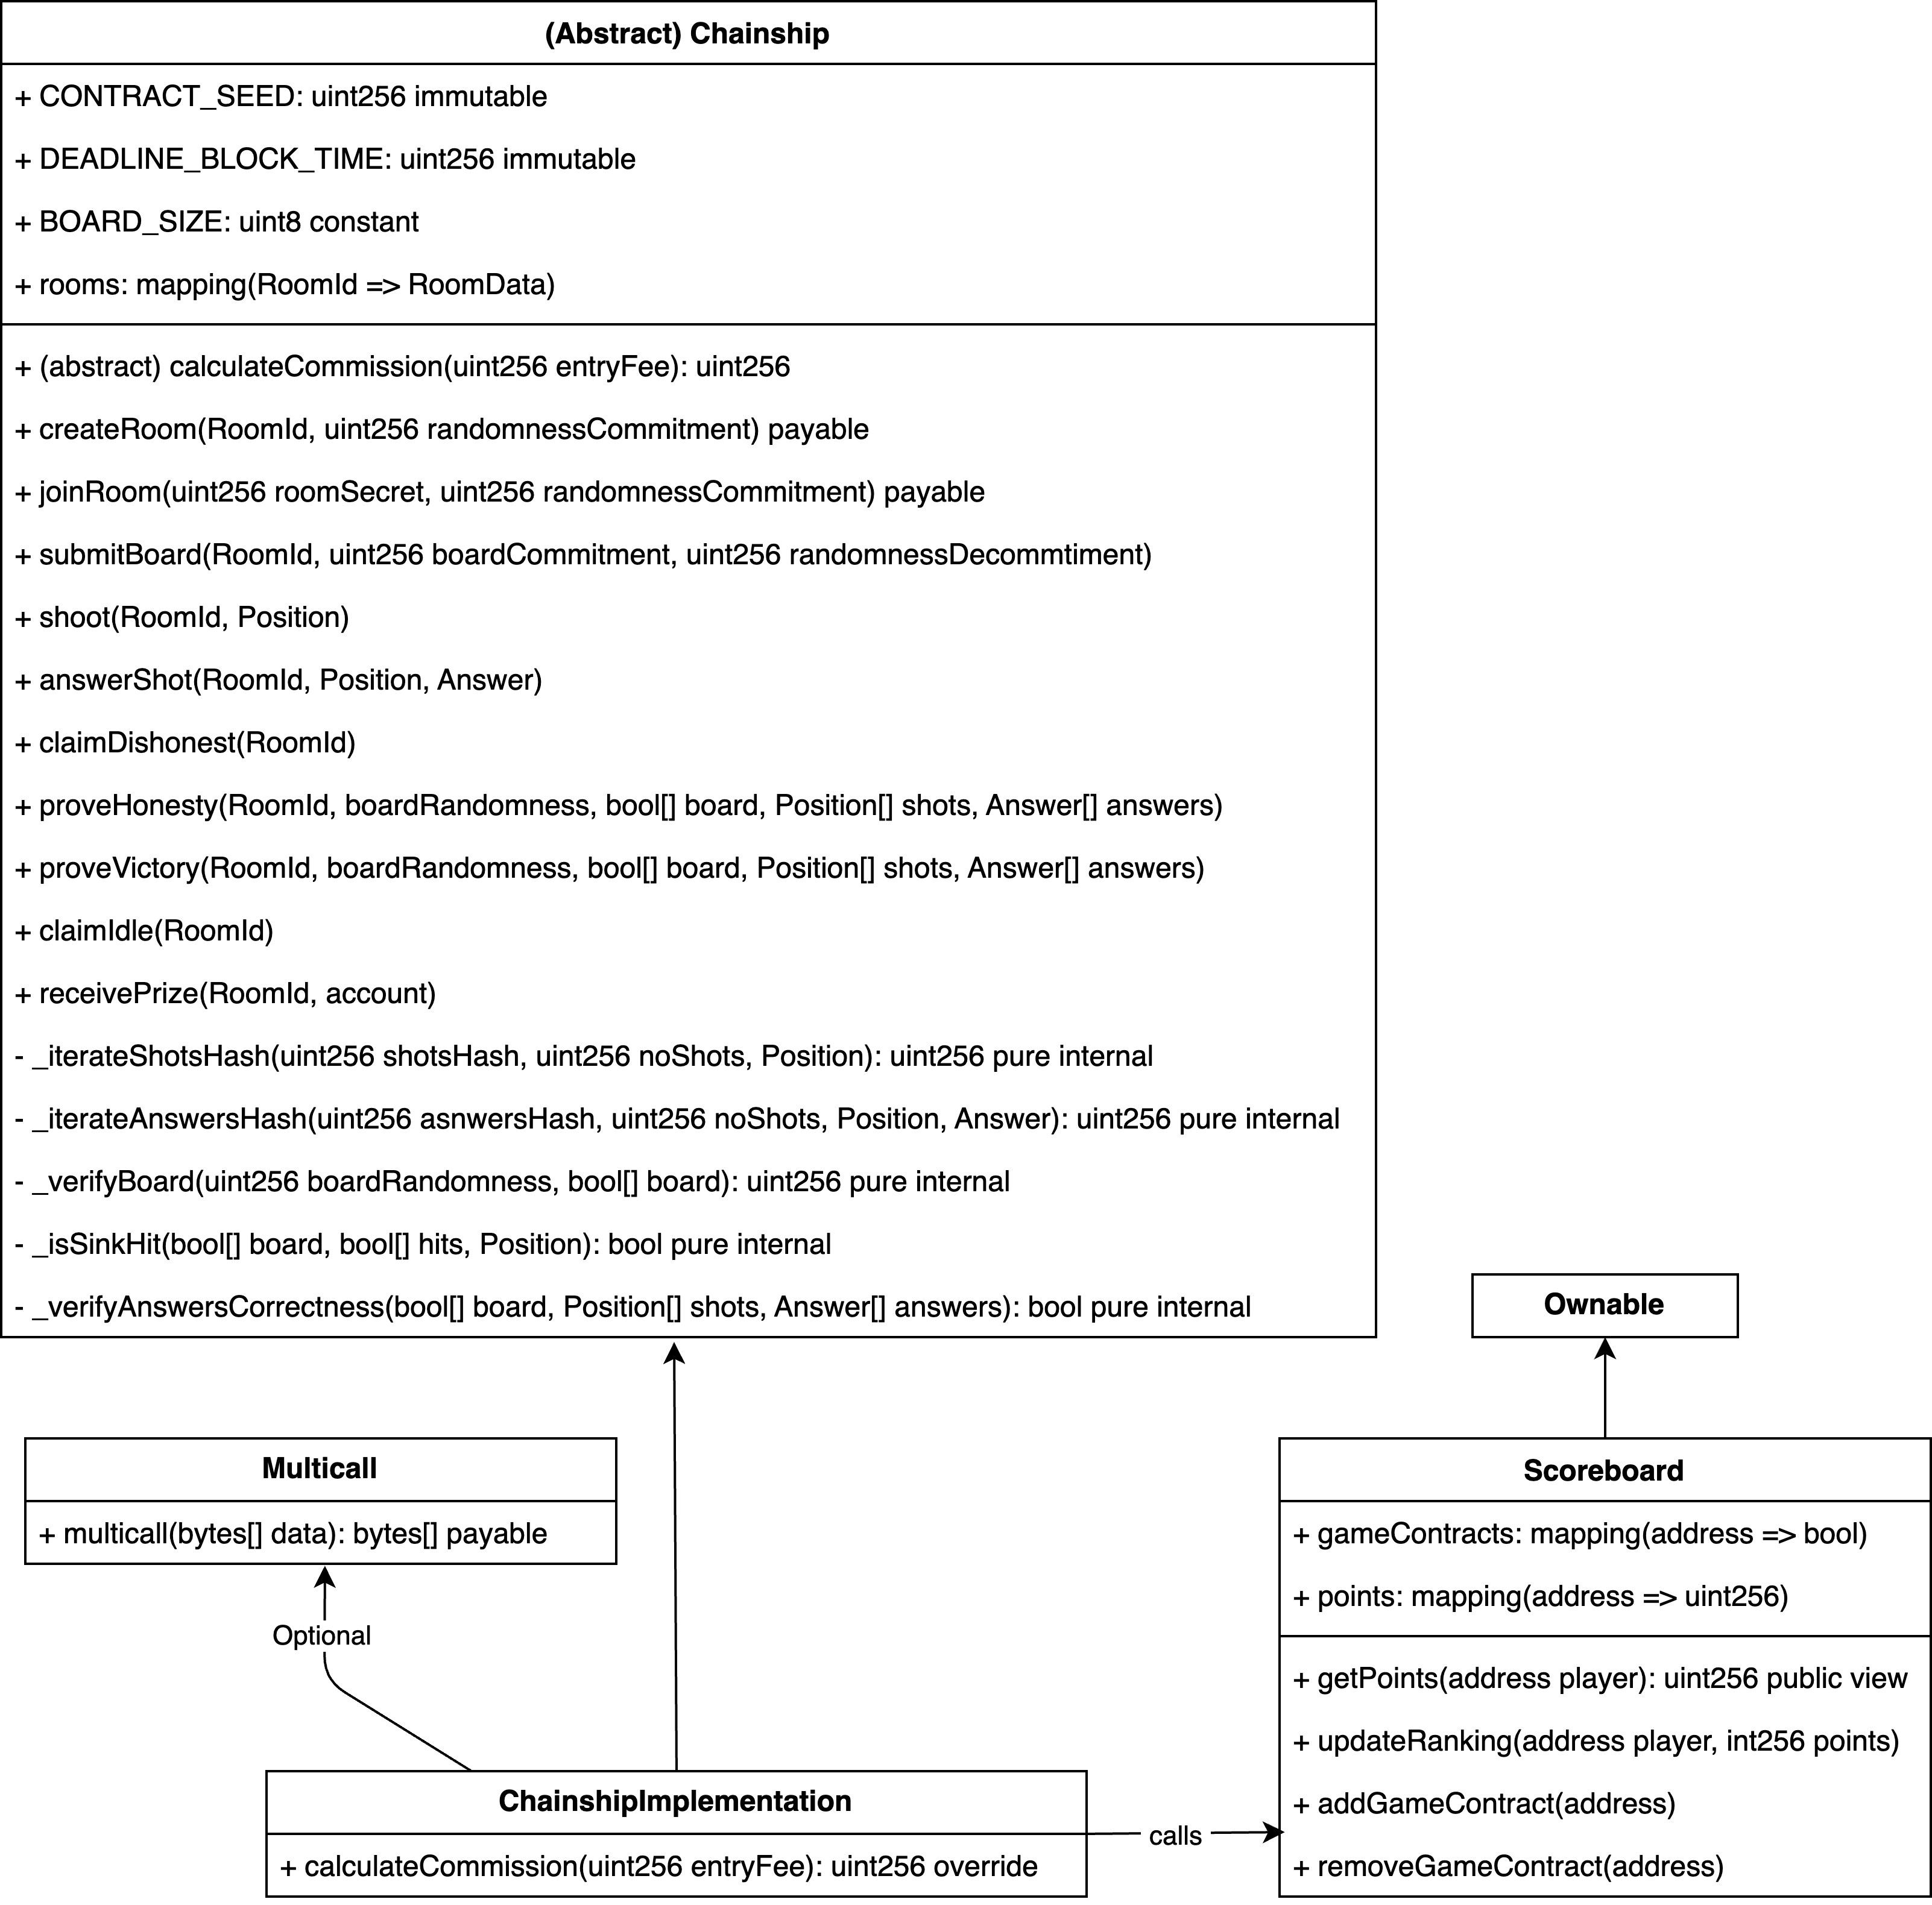 (Abstract) Chainship
+ CONTRACT_SEED: uint256 immutable
+ DEADLINE_BLOCK_TIME: uint256 immutable
+ BOARD_SIZE: uint8 constant
+ rooms: mapping(RoomId => RoomData)
+ (abstract) calculateCommission(uint256 entryFee): uint256
+ createRoom(RoomId, uint256 randomnessCommitment) payable
+ joinRoom(uint256 roomSecret, uint256 randomnessCommitment) payable
+ submitBoard(RoomId, uint256 boardCommitment, uint256 randomnessDecommtiment)
+ shoot(RoomId, Position)
+ answerShot(RoomId, Position, Answer)
+ claimDishonest(RoomId)
+ proveHonesty(RoomId, boardRandomness, bool[] board, Position[] shots, Answer[] answers)
+ proveVictory(RoomId, boardRandomness, bool[] board, Position[] shots, Answer[] answers)
+ claimIdle(RoomId)
+ receivePrize(RoomId, account)
- _iterateShotsHash(uint256 shotsHash, uint256 noShots, Position): uint256 pure internal
- _iterateAnswersHash(uint256 asnwersHash, uint256 noShots, Position, Answer): uint256 pure internal
- _verifyBoard(uint256 boardRandomness, bool[] board): uint256 pure internal
- _isSinkHit(bool[] board, bool[] hits, Position): bool pure internal
- _verifyAnswersCorrectness(bool[] board, Position[] shots, Answer[] answers): bool pure internal
Ownable
Multicall
+ multicall(bytes[] data): bytes[] payable
Optional
Scoreboard
+ gameContracts: mapping(address => bool)
+ points: mapping(address => uint256)
+ getPoints(address player): uint256 public view
+ updateRanking(address player, int256 points)
+ addGameContract(address)
+ removeGameContract(address)
ChainshipImplementation
+ calculateCommission(uint256 entryFee): uint256 override
calls